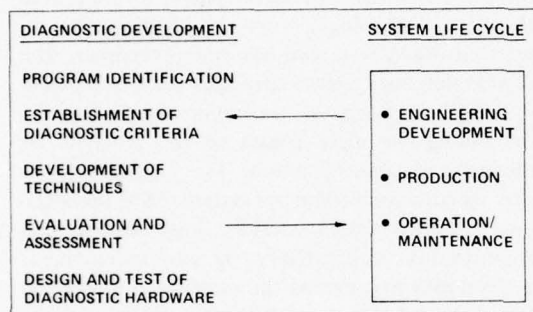 DIAGNOSTIC DEVELOPMENT
PROGRAM IDENTIFICATION
ESTABLISHMENT OF
DIAGNOSTIC CRITERIA
DEVELOPMENT OF
TECHNIQUES
EVALUATION AND
ASSESSMENT
DESIGN AND TEST OF
DIAGNOSTIC HARDWARE
SYSTEM LIFE CYCLE
• ENGINEERING
DEVELOPMENT
• PRODUCTION
• OPERATION/
MAINTENANCE